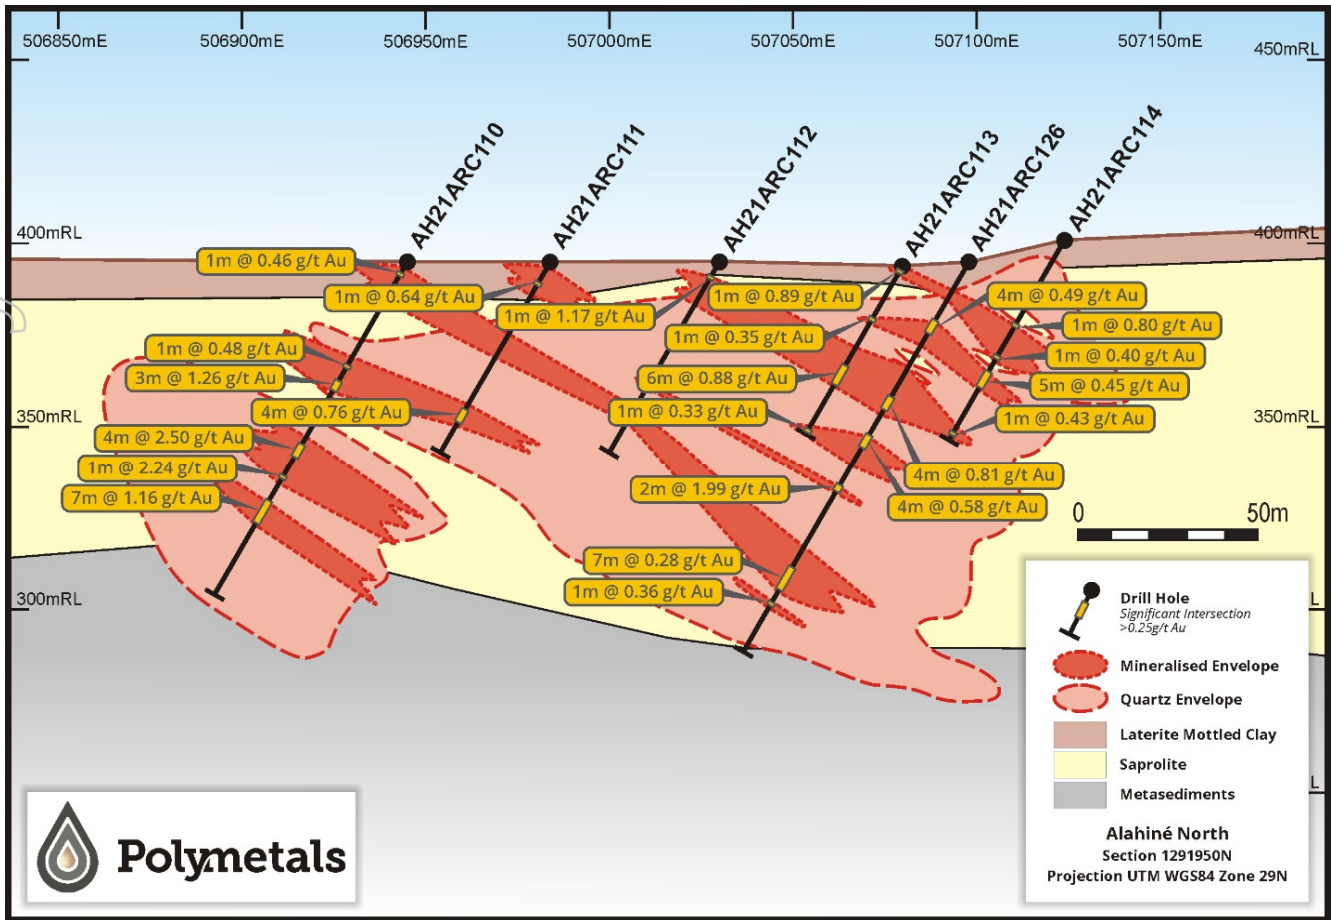 506850mE
506900mE
506950mE
507000mE
507050mE
507100mE
507150mE
450mRL
AH21ARC110
AH21ARC111
AH21ARC112
AH21ARC113
AH21ARC126
AH21ARC114
400mRL
400mRL
1m @ 0.46 g/t Au
1m @ 0.64 g/t Au
1m @ 1.17 g/t Au
1m @ 0.89 g/t Au
4m @ 0.49 g/t Au
1m @ 0.80 g/t Au
1m @ 0.35 g/t Au
1m @ 0.48 g/t Au
1m @ 0.40 g/t Au
3m @ 1.26 g/t Au
6m @ 0.88 g/t Au
5m @ 0.45 g/t Au
4m @ 0.76 g/t Au
1m @ 0.33 g/t Au
1m @ 0.43 g/t Au
350mRL
350mRL
4m @ 2.50 g/t Au
1m @ 2.24 g/t Au
4m @ 0.81 g/t Au
2m @ 1.99 g/t Au
7m @ 1.16 g/t Au
4m @ 0.58 g/t Au
0 50m
7m @ 0.28 g/t Au
1m @ 0.36 g/t Au
300mRL
L
Drill Hole
Significant Intersection
>0.25g/t Au
Mineralised Envelope
Quartz Envelope
Laterite Mottled Clay
Saprolite
L
Metasediments
Alahiné North
Section 1291950N
Projection UTM WGS84 Zone 29N
Polymetals